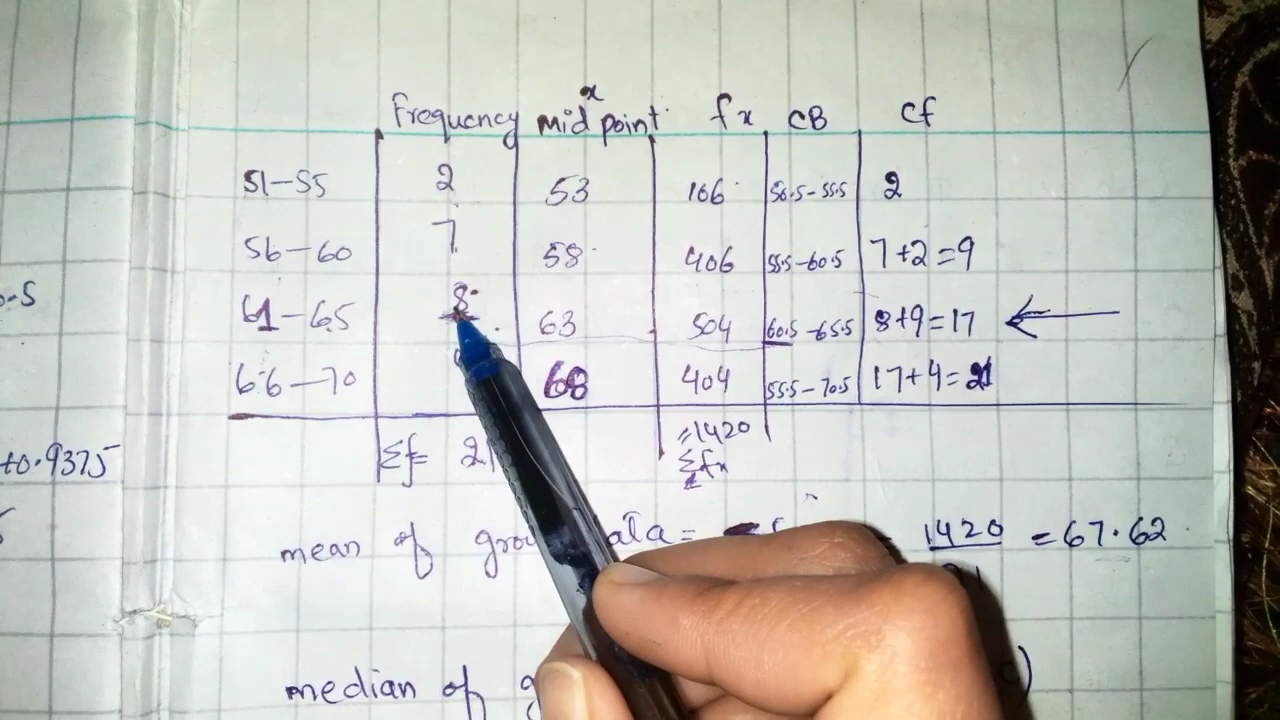 x
Frequency mid point fx CB Cf
51-55 2 53 106 50.5-55.5 2
56-60 7 58 406 55.5-60.5 7+2=9
61-65 8 63 504 60.5-65.5 8+9=17
66-70 68 404 55.5-70.5 17+4=21
Σf= 21 =1420
Σfx
0.5
+0.9375
mean of = 1420 =67.62
median of